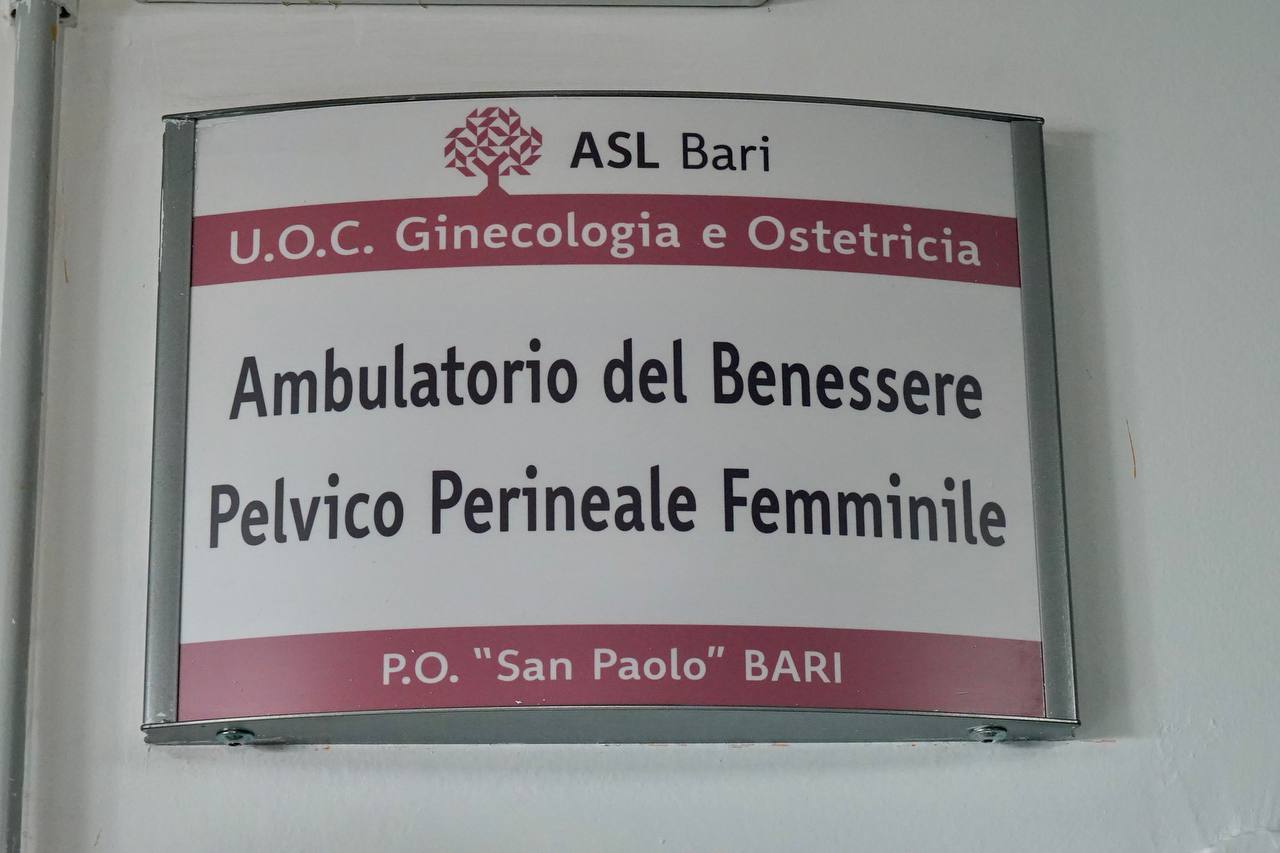 ASL Bari
U.O.C. Ginecologia e Ostetricia
Ambulatorio del Benessere
Pelvico Perineale Femminile
P.O. "San Paolo" BARI